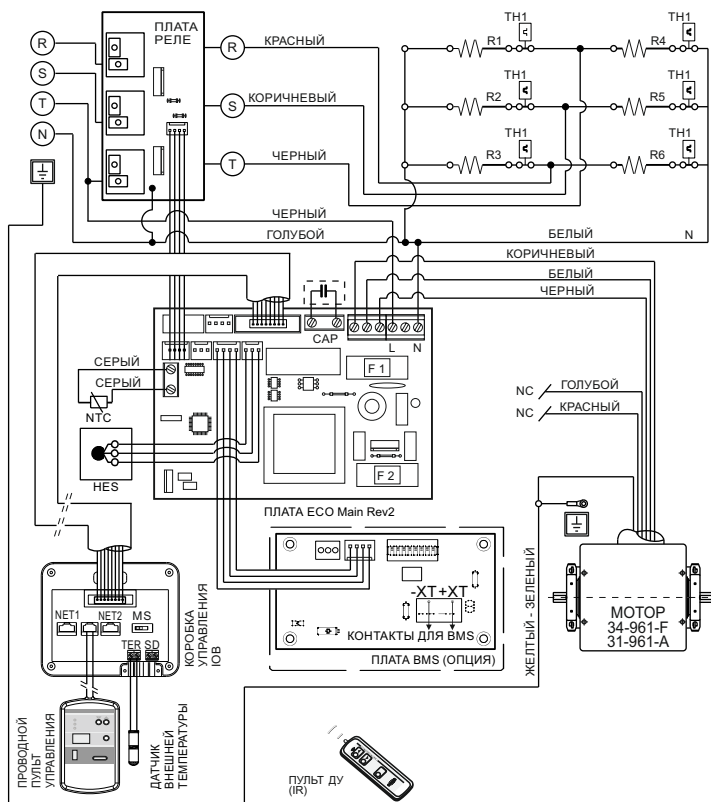 ПЛАТА
РЕЛЕ
R
S
T
N
R
КРАСНЫЙ
S
КОРИЧНЕВЫЙ
T
ЧЕРНЫЙ
R1
TH1
R4
TH1
R2
TH1
R5
TH1
R3
TH1
R6
TH1
ЧЕРНЫЙ
ГОЛУБОЙ
БЕЛЫЙ
N
КОРИЧНЕВЫЙ
БЕЛЫЙ
ЧЕРНЫЙ
CAP
L
N
СЕРЫЙ
СЕРЫЙ
NTC
HES
F 1
F 2
NC
ГОЛУБОЙ
NC
КРАСНЫЙ
ПЛАТА ECO Main Rev2
-XT+XT
КОНТАКТЫ ДЛЯ BMS
ПЛАТА BMS (ОПЦИЯ)
ЖЕЛТЫЙ - ЗЕЛЕНЫЙ
МОТОР
34-961-F
31-961-A
NET1
NET2
MS
TER
SD
КОРОБКА
УПРАВЛЕНИЯ
IOB
ПРОВОДНОЙ
ПУЛЬТ
УПРАВЛЕНИЯ
ДАТЧИК
ВНЕШНЕЙ
ТЕМПЕРАТУРЫ
ПУЛЬТ ДУ
(IR)